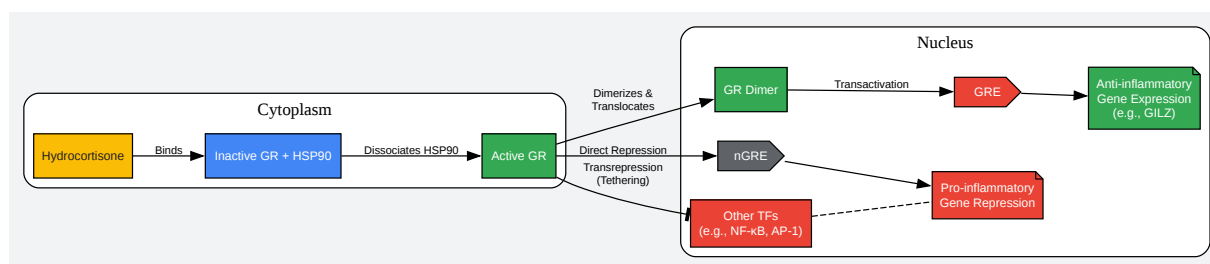 Nucleus
Cytoplasm
Hydrocortisone
Binds
Inactive GR + HSP90
Dissociates HSP90
Active GR
Dimerizes &
Translocates
Direct Repression
Transrepression
(Tethering)
GR Dimer
Transactivation
GRE
Anti-inflammatory
Gene Expression
(e.g., GILZ)
nGRE
Pro-inflammatory
Gene Repression
Other TFs
(e.g., NF-κB, AP-1)